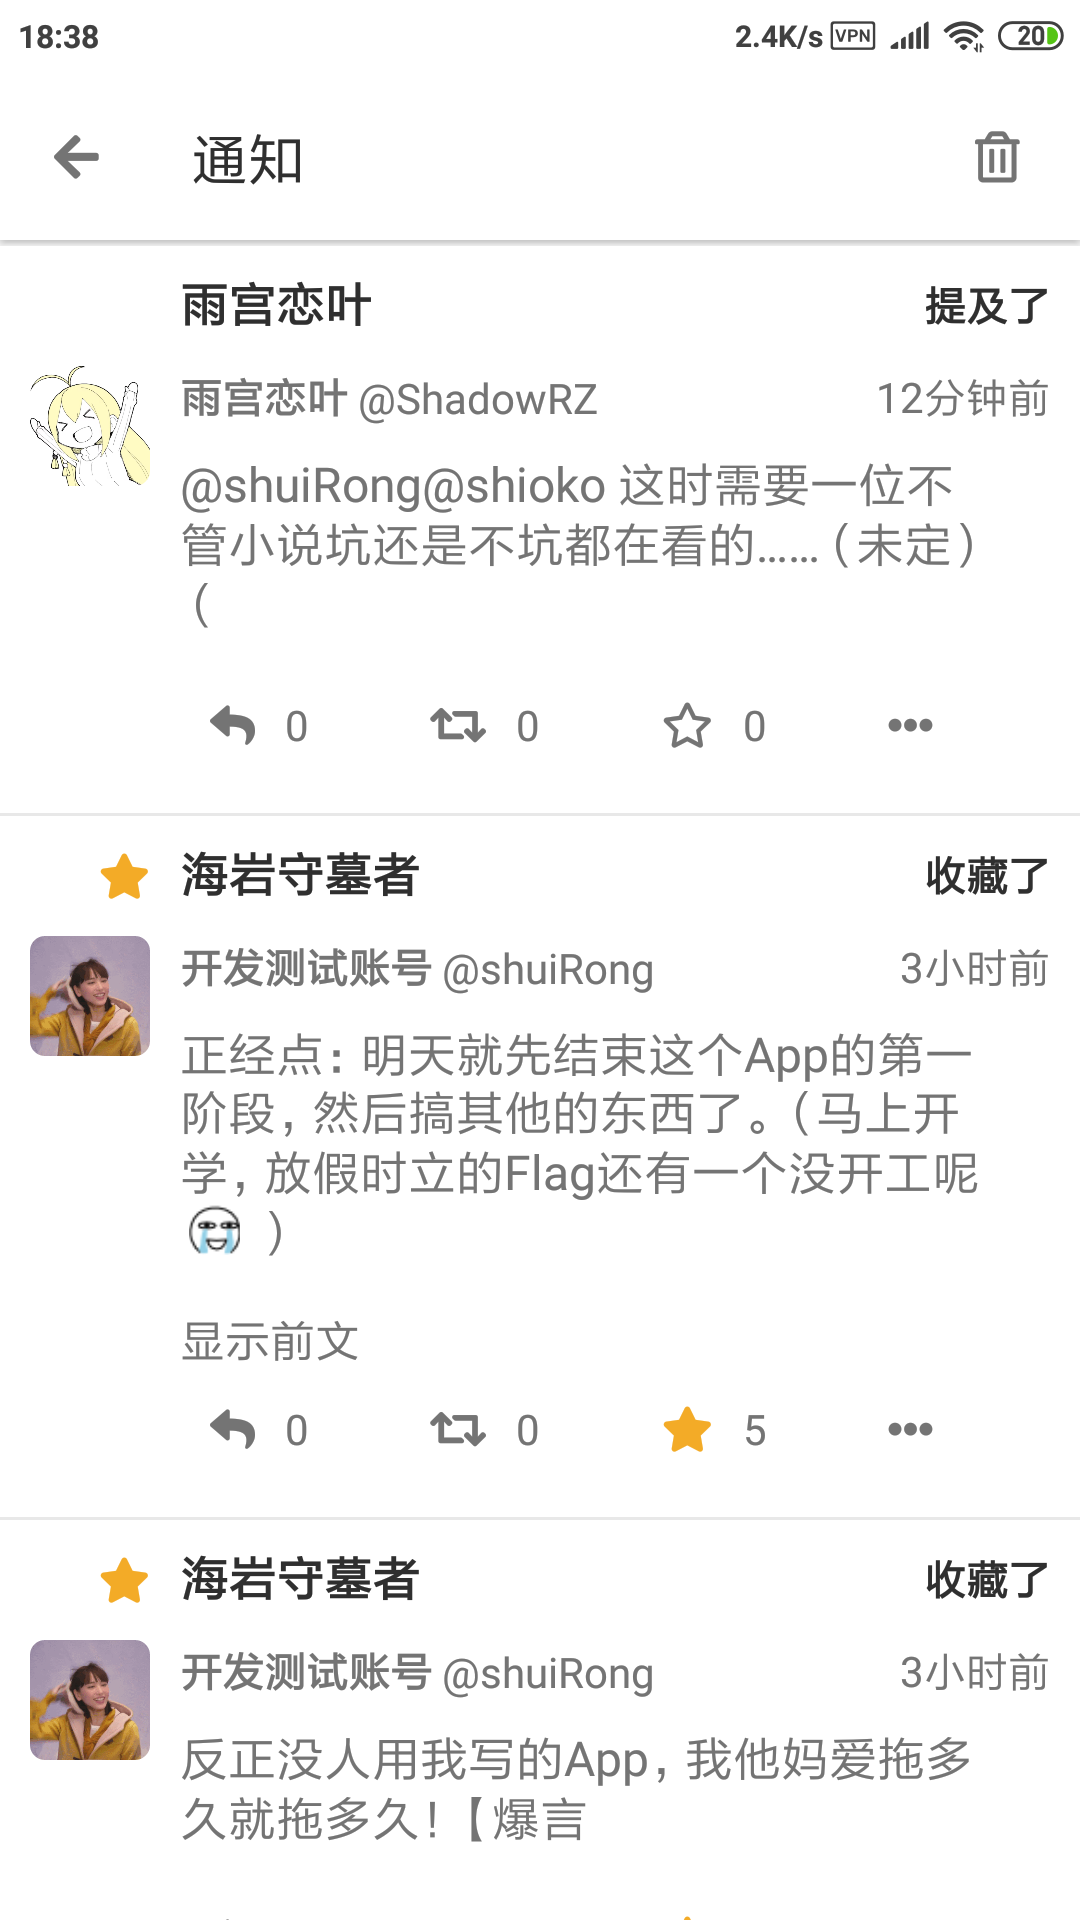 18:38 2.4K/s VPN 20
通知
雨宫恋叶 提及了
雨宫恋叶 @ShadowRZ 12分钟前
@shuiRong@shioko 这时需要一位不
管小说坑还是不坑都在看的……（未定）
（
0 0 0
海岩守墓者 收藏了
开发测试账号 @shuiRong 3小时前
正经点：明天就先结束这个App的第一
阶段，然后搞其他的东西了。（马上开
学，放假时立的Flag还有一个没开工呢
😭 ）
显示前文
0 0 5
海岩守墓者 收藏了
开发测试账号 @shuiRong 3小时前
反正没人用我写的App，我他妈爱拖多
久就拖多久！【爆言